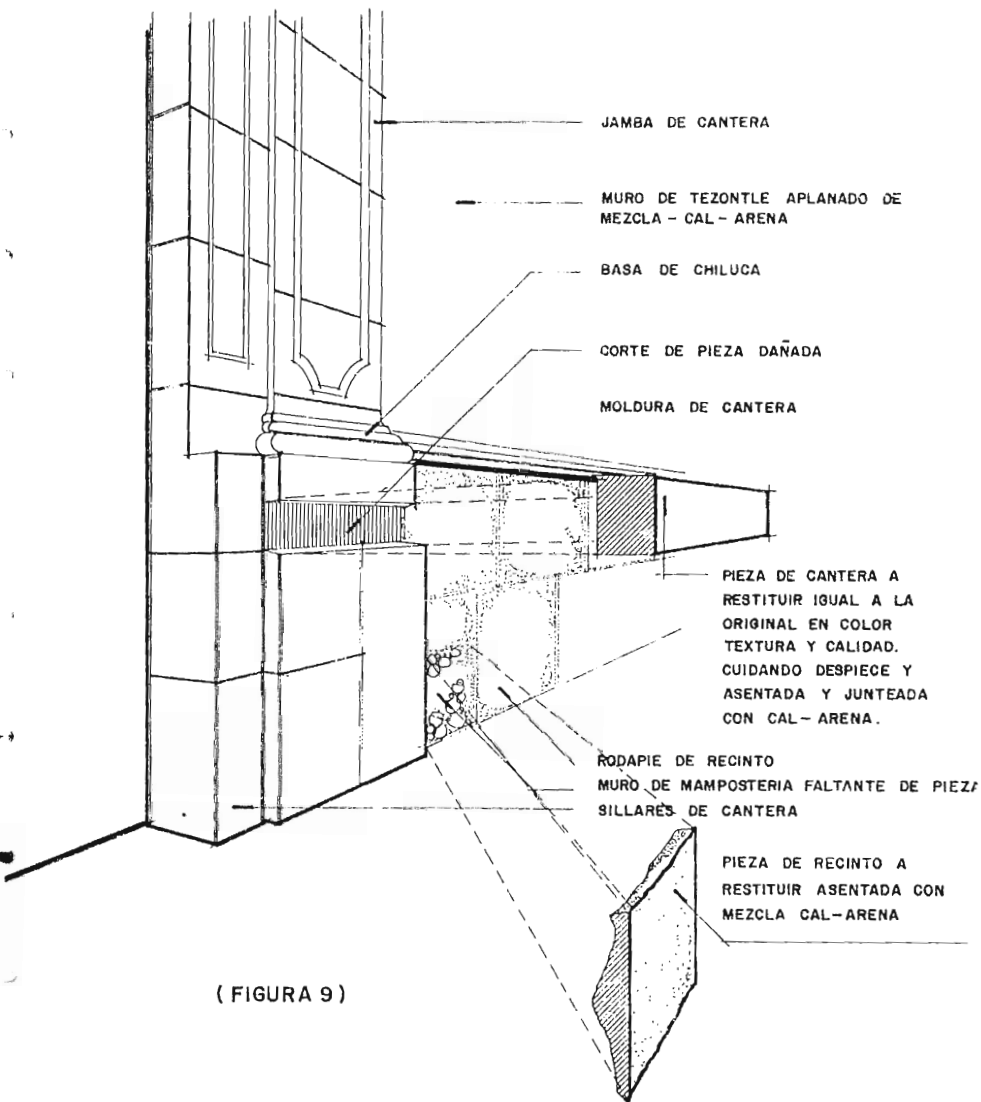 JAMBA DE CANTERA
MURO DE TEZONTLE APLANADO DE
MEZCLA - CAL - ARENA
BASA DE CHILUCA
CORTE DE PIEZA DAÑADA
MOLDURA DE CANTERA
PIEZA DE CANTERA A
RESTITUIR IGUAL A LA
ORIGINAL EN COLOR
TEXTURA Y CALIDAD.
CUIDANDO DESPIECE Y
ASENTADA Y JUNTEADA
CON CAL-ARENA.
RODAPIE DE RECINTO
MURO DE MAMPOSTERIA FALTANTE DE PIEZA
SILLARES DE CANTERA
PIEZA DE RECINTO A
RESTITUIR ASENTADA CON
MEZCLA CAL-ARENA
( FIGURA 9 )